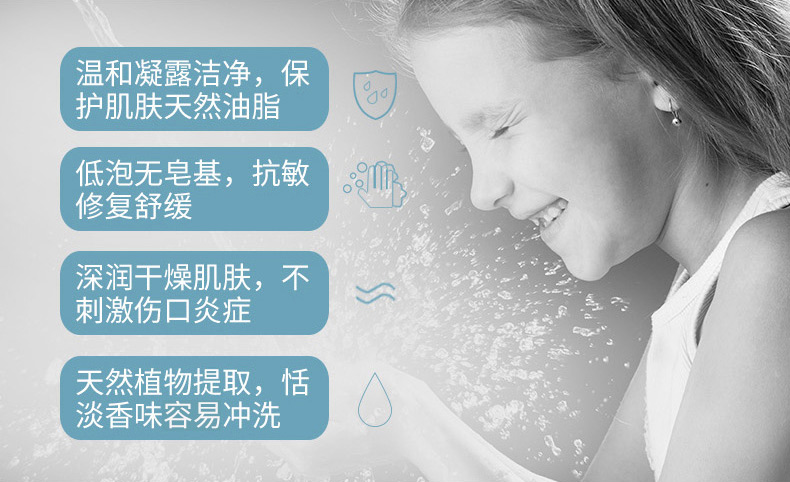 温和凝露洁净，保
护肌肤天然油脂
低泡无皂基，抗敏
修复舒缓
深润干燥肌肤，不
刺激伤口炎症
天然植物提取，恬
淡香味容易冲洗